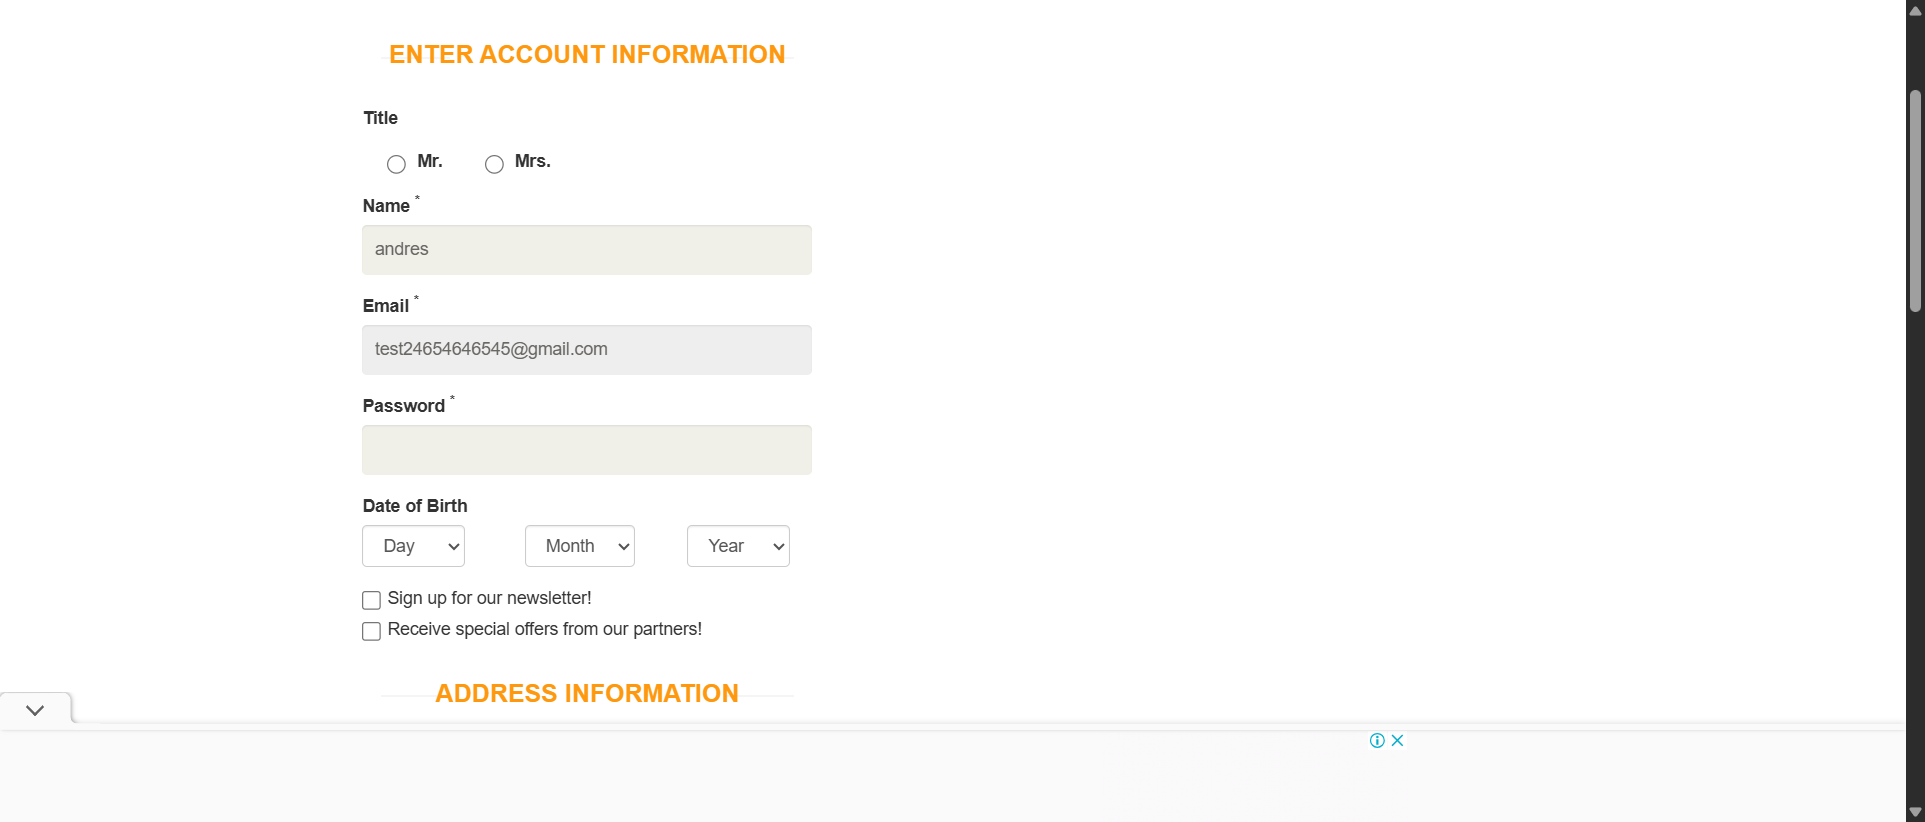 ENTER ACCOUNT INFORMATION
Title
Mr. Mrs.
Name *
andres
Email *
test24654646545@gmail.com
Password *
Date of Birth
Day Month Year
Sign up for our newsletter!
Receive special offers from our partners!
ADDRESS INFORMATION